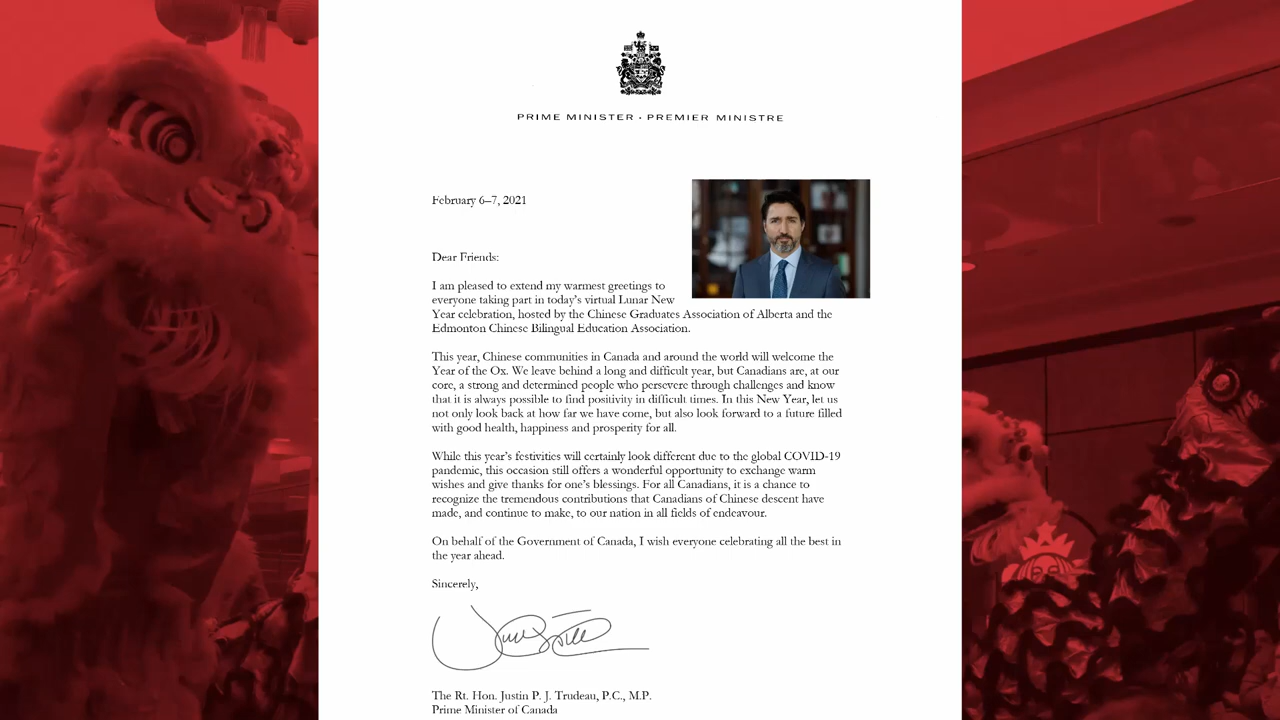 PRIME MINISTER · PREMIER MINISTRE
February 6–7, 2021
Dear Friends:
I am pleased to extend my warmest greetings to
everyone taking part in today's virtual Lunar New
Year celebration, hosted by the Chinese Graduates Association of Alberta and the
Edmonton Chinese Bilingual Education Association.
This year, Chinese communities in Canada and around the world will welcome the
Year of the Ox. We leave behind a long and difficult year, but Canadians are, at our
core, a strong and determined people who persevere through challenges and know
that it is always possible to find positivity in difficult times. In this New Year, let us
not only look back at how far we have come, but also look forward to a future filled
with good health, happiness and prosperity for all.
While this year's festivities will certainly look different due to the global COVID-19
pandemic, this occasion still offers a wonderful opportunity to exchange warm
wishes and give thanks for one's blessings. For all Canadians, it is a chance to
recognize the tremendous contributions that Canadians of Chinese descent have
made, and continue to make, to our nation in all fields of endeavour.
On behalf of the Government of Canada, I wish everyone celebrating all the best in
the year ahead.
Sincerely,
The Rt. Hon. Justin P. J. Trudeau, P.C., M.P.
Prime Minister of Canada